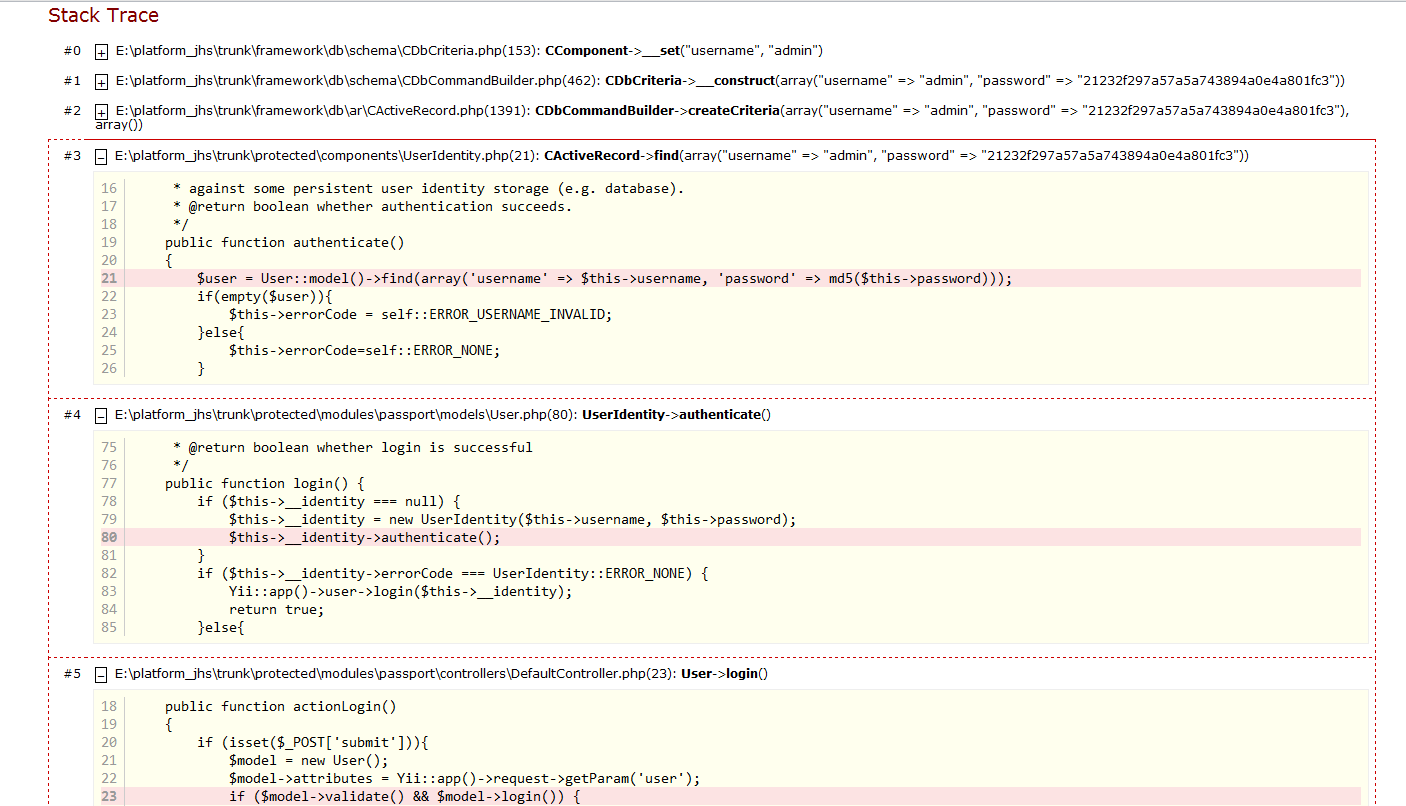 Stack Trace
#0 + E:\platform_jhs\trunk\framework\db\schema\CDbCriteria.php(153): CComponent->__set("username", "admin")
#1 + E:\platform_jhs\trunk\framework\db\schema\CDbCommandBuilder.php(462): CDbCriteria->__construct(array("username" => "admin", "password" => "21232f297a57a5a743894a0e4a801fc3"))
#2 + E:\platform_jhs\trunk\framework\db\ar\CActiveRecord.php(1391): CDbCommandBuilder->createCriteria(array("username" => "admin", "password" => "21232f297a57a5a743894a0e4a801fc3"),
array())
#3 – E:\platform_jhs\trunk\protected\components\UserIdentity.php(21): CActiveRecord->find(array("username" => "admin", "password" => "21232f297a57a5a743894a0e4a801fc3"))
16      * against some persistent user identity storage (e.g. database).
17      * @return boolean whether authentication succeeds.
18      */
19     public function authenticate()
20     {
21         $user = User::model()->find(array('username' => $this->username, 'password' => md5($this->password)));
22         if(empty($user)){
23             $this->errorCode = self::ERROR_USERNAME_INVALID;
24         }else{
25             $this->errorCode=self::ERROR_NONE;
26         }
#4 – E:\platform_jhs\trunk\protected\modules\passport\models\User.php(80): UserIdentity->authenticate()
75      * @return boolean whether login is successful
76      */
77     public function login() {
78         if ($this->__identity === null) {
79             $this->__identity = new UserIdentity($this->username, $this->password);
80             $this->__identity->authenticate();
81         }
82         if ($this->__identity->errorCode === UserIdentity::ERROR_NONE) {
83             Yii::app()->user->login($this->__identity);
84             return true;
85         }else{
#5 – E:\platform_jhs\trunk\protected\modules\passport\controllers\DefaultController.php(23): User->login()
18     public function actionLogin()
19     {
20         if (isset($_POST['submit'])){
21             $model = new User();
22             $model->attributes = Yii::app()->request->getParam('user');
23             if ($model->validate() && $model->login()) {